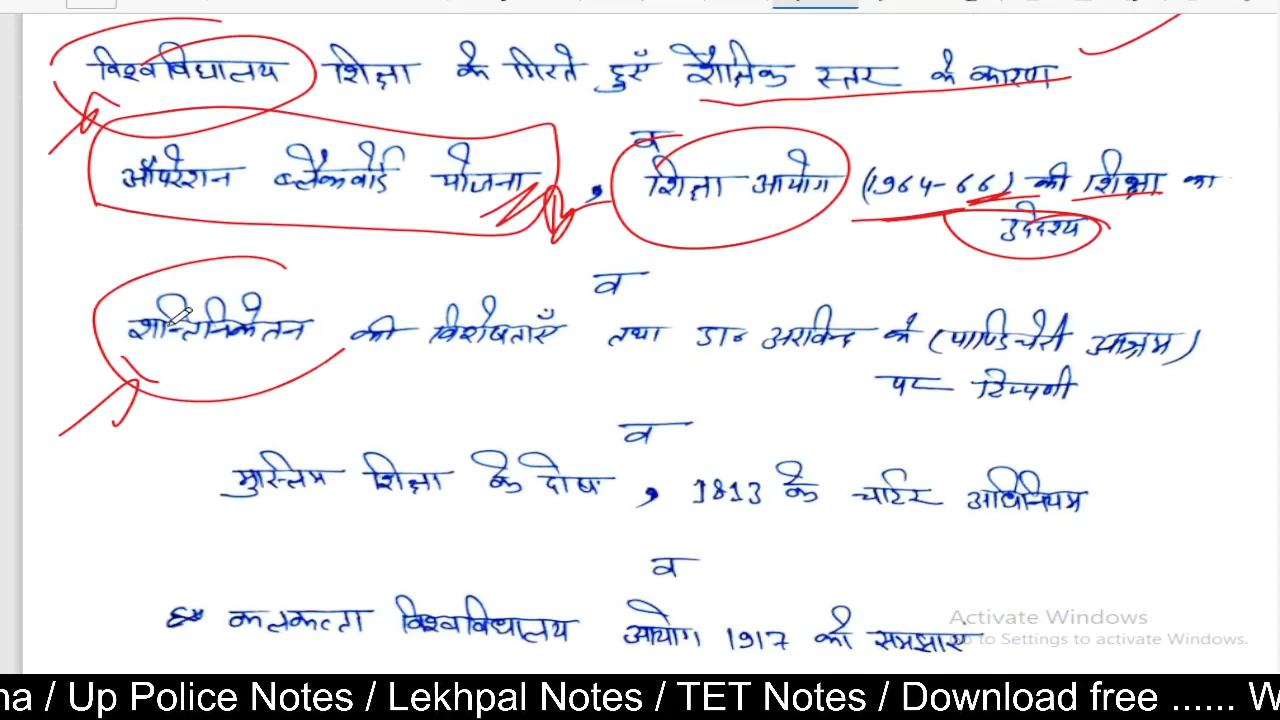 विश्वविद्यालय शिक्षा के गिरते हुएँ शैक्षिक स्तर के कारण
व
ऑपरेशन ब्लैकबोर्ड योजना , शिक्षा आयोग (1964-66) की शिक्षा का
उद्देश्य
व
शान्तिनिकेतन की विशेषताएँ तथा डा० अरविन्द के (पाण्डिचेरी आश्रम)
पर टिप्पणी
व
मुस्लिम शिक्षा के दोष , 1813 के चार्टर अधिनियम
व
कलकत्ता विश्वविद्यालय आयोग 1917 को समझाए
Activate Windows
to Settings to activate Windows.
na / Up Police Notes / Lekhpal Notes / TET Notes / Download free ...... W